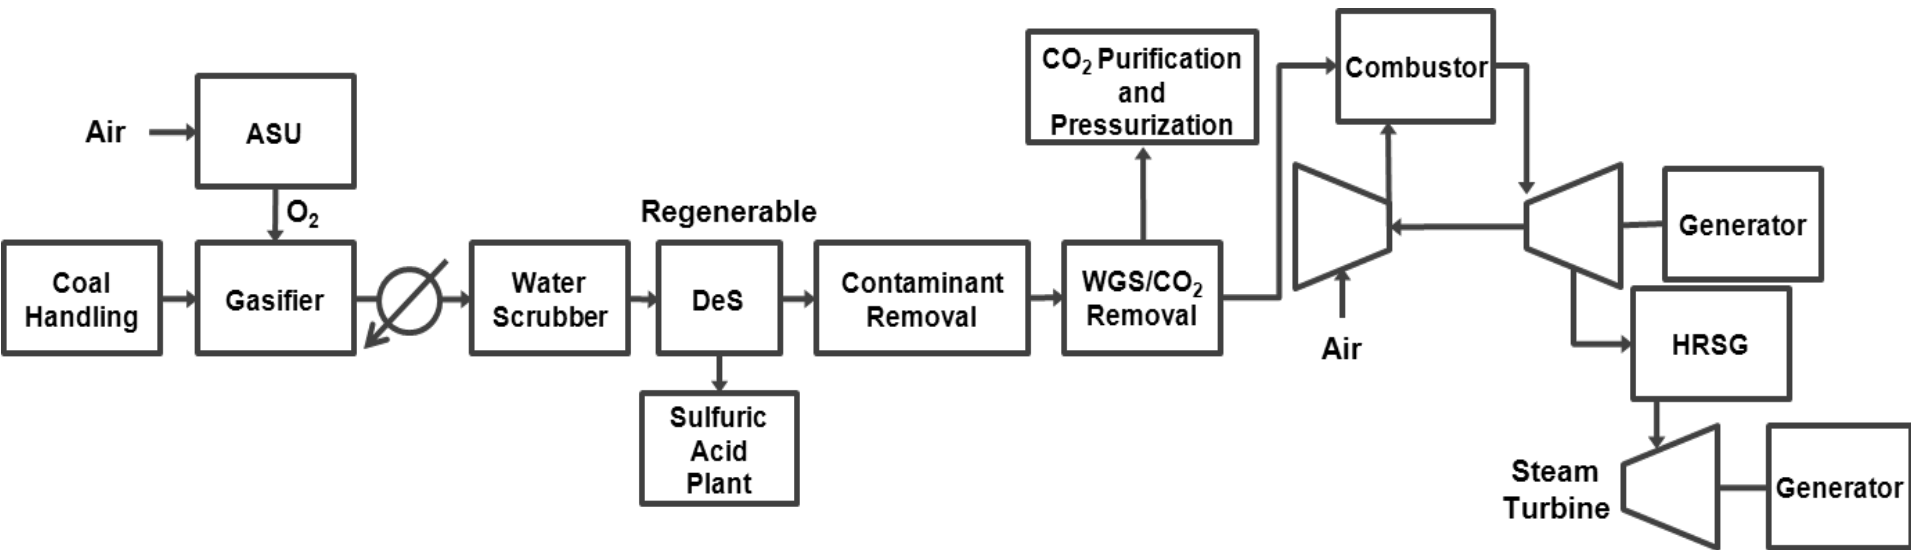 Air
ASU
O₂
Coal
Handling
Gasifier
Water
Scrubber
Regenerable
DeS
Sulfuric
Acid
Plant
Contaminant
Removal
WGS/CO₂
Removal
CO₂ Purification
and
Pressurization
Combustor
Air
Generator
HRSG
Steam
Turbine
Generator